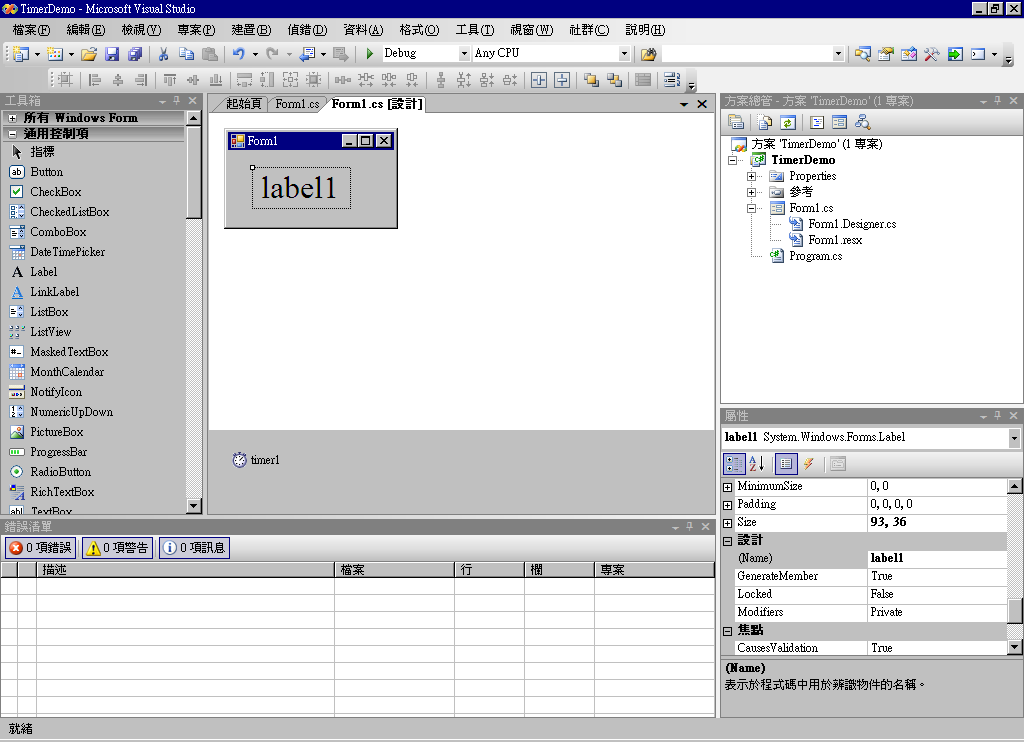 TimerDemo - Microsoft Visual Studio
檔案(F) 編輯(E) 檢視(V) 專案(P) 建置(B) 偵錯(D) 資料(A) 格式(O) 工具(T) 視窗(W) 社群(C) 說明(H)
Debug Any CPU
工具箱
所有 Windows Form
通用控制項
指標
Button
CheckBox
CheckedListBox
ComboBox
DateTimePicker
Label
LinkLabel
ListBox
ListView
MaskedTextBox
MonthCalendar
NotifyIcon
NumericUpDown
PictureBox
ProgressBar
RadioButton
RichTextBox
TextBox
起始頁 Form1.cs Form1.cs [設計]
Form1
label1
timer1
方案總管 - 方案 'TimerDemo' (1 專案)
方案 'TimerDemo' (1 專案)
TimerDemo
Properties
參考
Form1.cs
Form1.Designer.cs
Form1.resx
Program.cs
屬性
label1 System.Windows.Forms.Label
MinimumSize 0, 0
Padding 0, 0, 0, 0
Size 93, 36
設計
(Name) label1
GenerateMember True
Locked False
Modifiers Private
焦點
CausesValidation True
(Name)
表示於程式碼中用於辨識物件的名稱。
錯誤清單
0 項錯誤 0 項警告 0 項訊息
描述 檔案 行 欄 專案
就緒